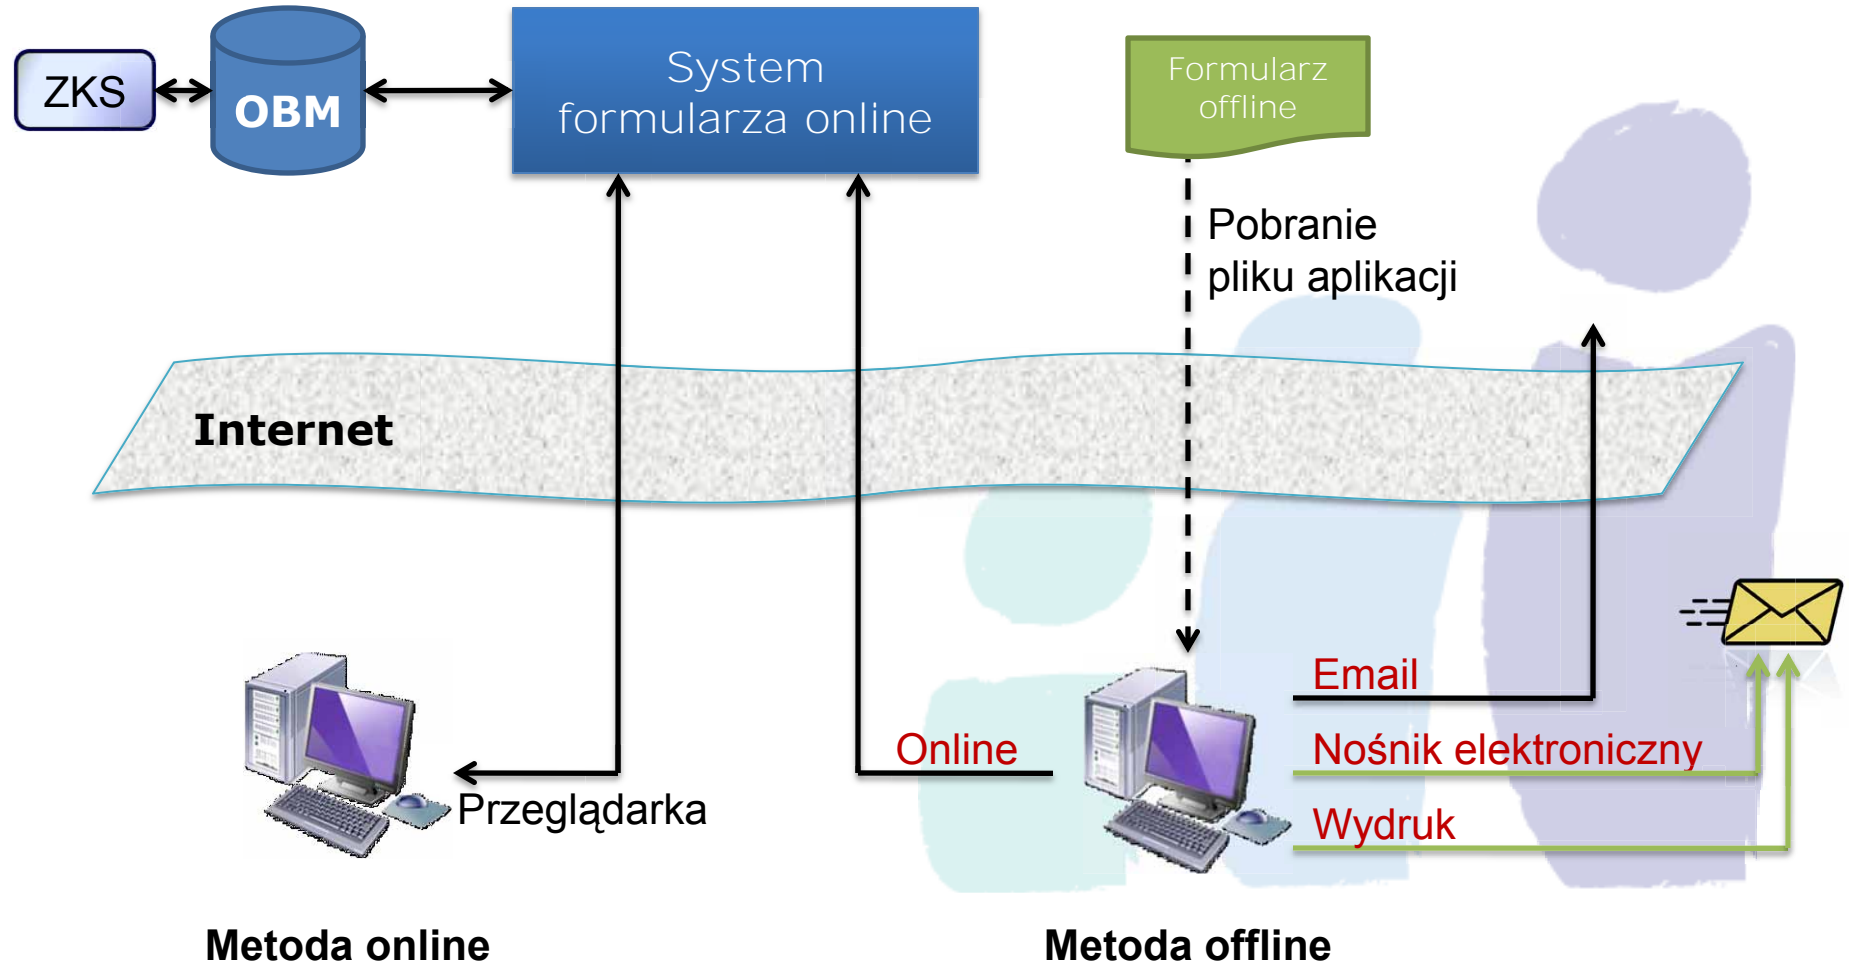 ZKS
OBM
System
formularza online
Formularz
offline
Pobranie
pliku aplikacji
Internet
Email
Online
Nośnik elektroniczny
Przeglądarka
Wydruk
Metoda online
Metoda offline